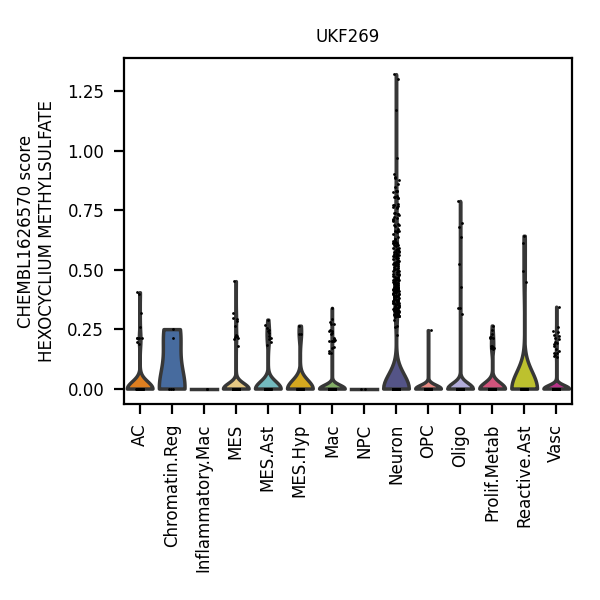 UKF269
CHEMBL1626570 score
HEXOCYCLIUM METHYLSULFATE
1.25
1.00
0.75
0.50
0.25
0.00
AC
Chromatin.Reg
Inflammatory.Mac
MES
MES.Ast
MES.Hyp
Mac
NPC
Neuron
OPC
Oligo
Prolif.Metab
Reactive.Ast
Vasc